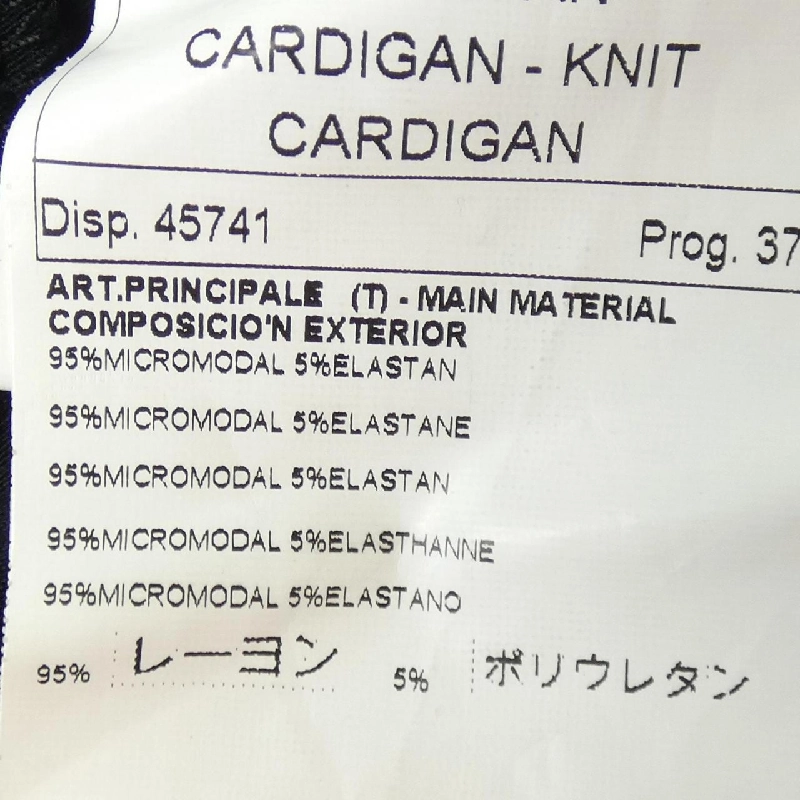 CARDIGAN - KNIT
CARDIGAN
Disp. 45741 Prog. 37
ART.PRINCIPALE (T) - MAIN MATERIAL
COMPOSICIO'N EXTERIOR
95%MICROMODAL 5%ELASTAN
95%MICROMODAL 5%ELASTANE
95%MICROMODAL 5%ELASTAN
95%MICROMODAL 5%ELASTHANNE
95%MICROMODAL 5%ELASTANO
95% レーヨン 5% ポリウレタン